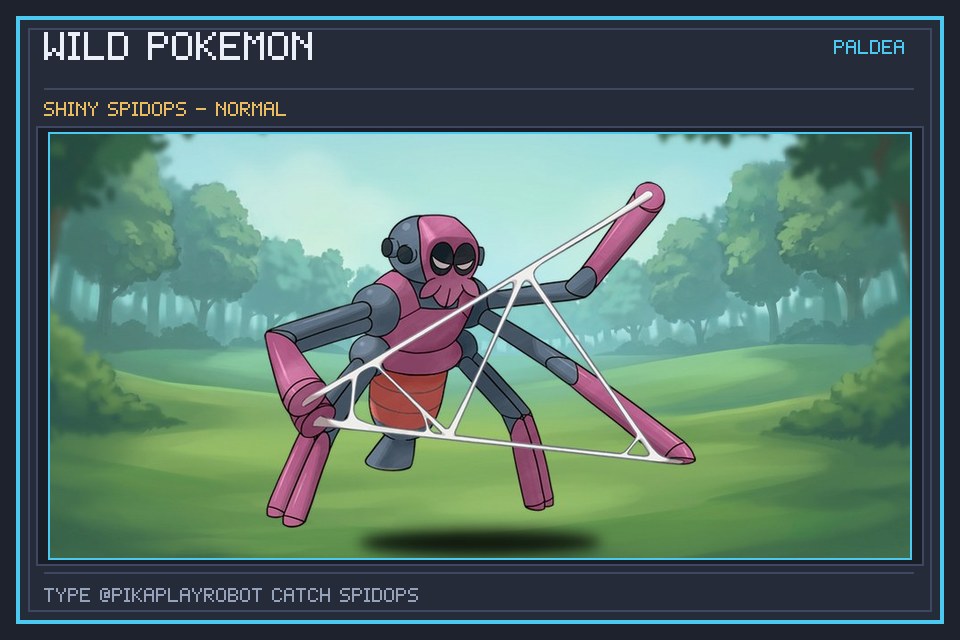 WILD POKEMON
PALDEA
SHINY SPIDOPS - NORMAL
TYPE @PIKAPLAYROBOT CATCH SPIDOPS